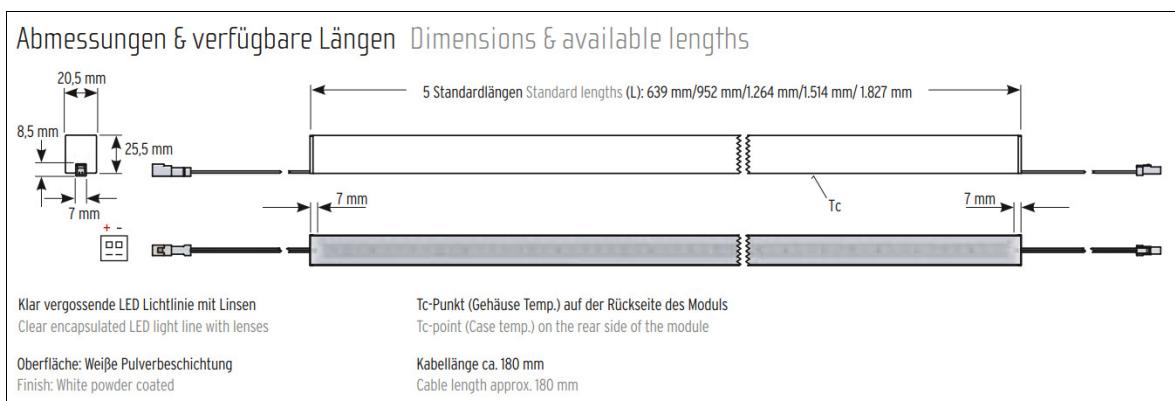 Abmessungen & verfügbare Längen Dimensions & available lengths
20,5 mm
5 Standardlängen Standard lengths (L): 639 mm/952 mm/1.264 mm/1.514 mm/ 1.827 mm
8,5 mm
25,5 mm
7 mm
7 mm
Tc
7 mm
+ -
Klar vergossende LED Lichtlinie mit Linsen
Clear encapsulated LED light line with lenses
Tc-Punkt (Gehäuse Temp.) auf der Rückseite des Moduls
Tc-point (Case temp.) on the rear side of the module
Oberfläche: Weiße Pulverbeschichtung
Finish: White powder coated
Kabellänge ca. 180 mm
Cable length approx. 180 mm